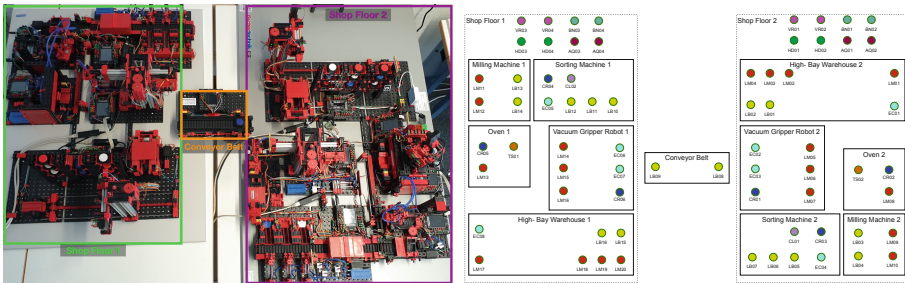 Shop Floor 1
Shop Floor 2
Conveyor Belt
Shop Floor 1
VR03 VR04 BN03 BN04
HD03 HD04 AQ03 AQ04
Milling Machine 1
LM11 LB13
LM12 LB14
Sorting Machine 1
CR04 CL02
EC05 LB12 LB11 LB10
Oven 1
CR05 TS01
LM13
Vacuum Gripper Robot 1
LM14 EC06
LM15 EC07
LM16 CR06
High- Bay Warehouse 1
EC08 LB16 LB15
LM17 LM18 LM19 LM20
Conveyor Belt
LB09 LB08
Shop Floor 2
VR01 VR02 BN01 BN02
HD01 HD02 AQ01 AQ02
High-Bay Warehouse 2
LM04 LM03 LM02 LM01
LB02 LB01 EC01
Vacuum Gripper Robot 2
EC02 LM05
EC03 LM06
CR01 LM07
Oven 2
TS02 CR02
LM08
Sorting Machine 2
CL01 CR03
LB07 LB06 LB05 EC04
Milling Machine 2
LB03 LM09
LB04 LM10